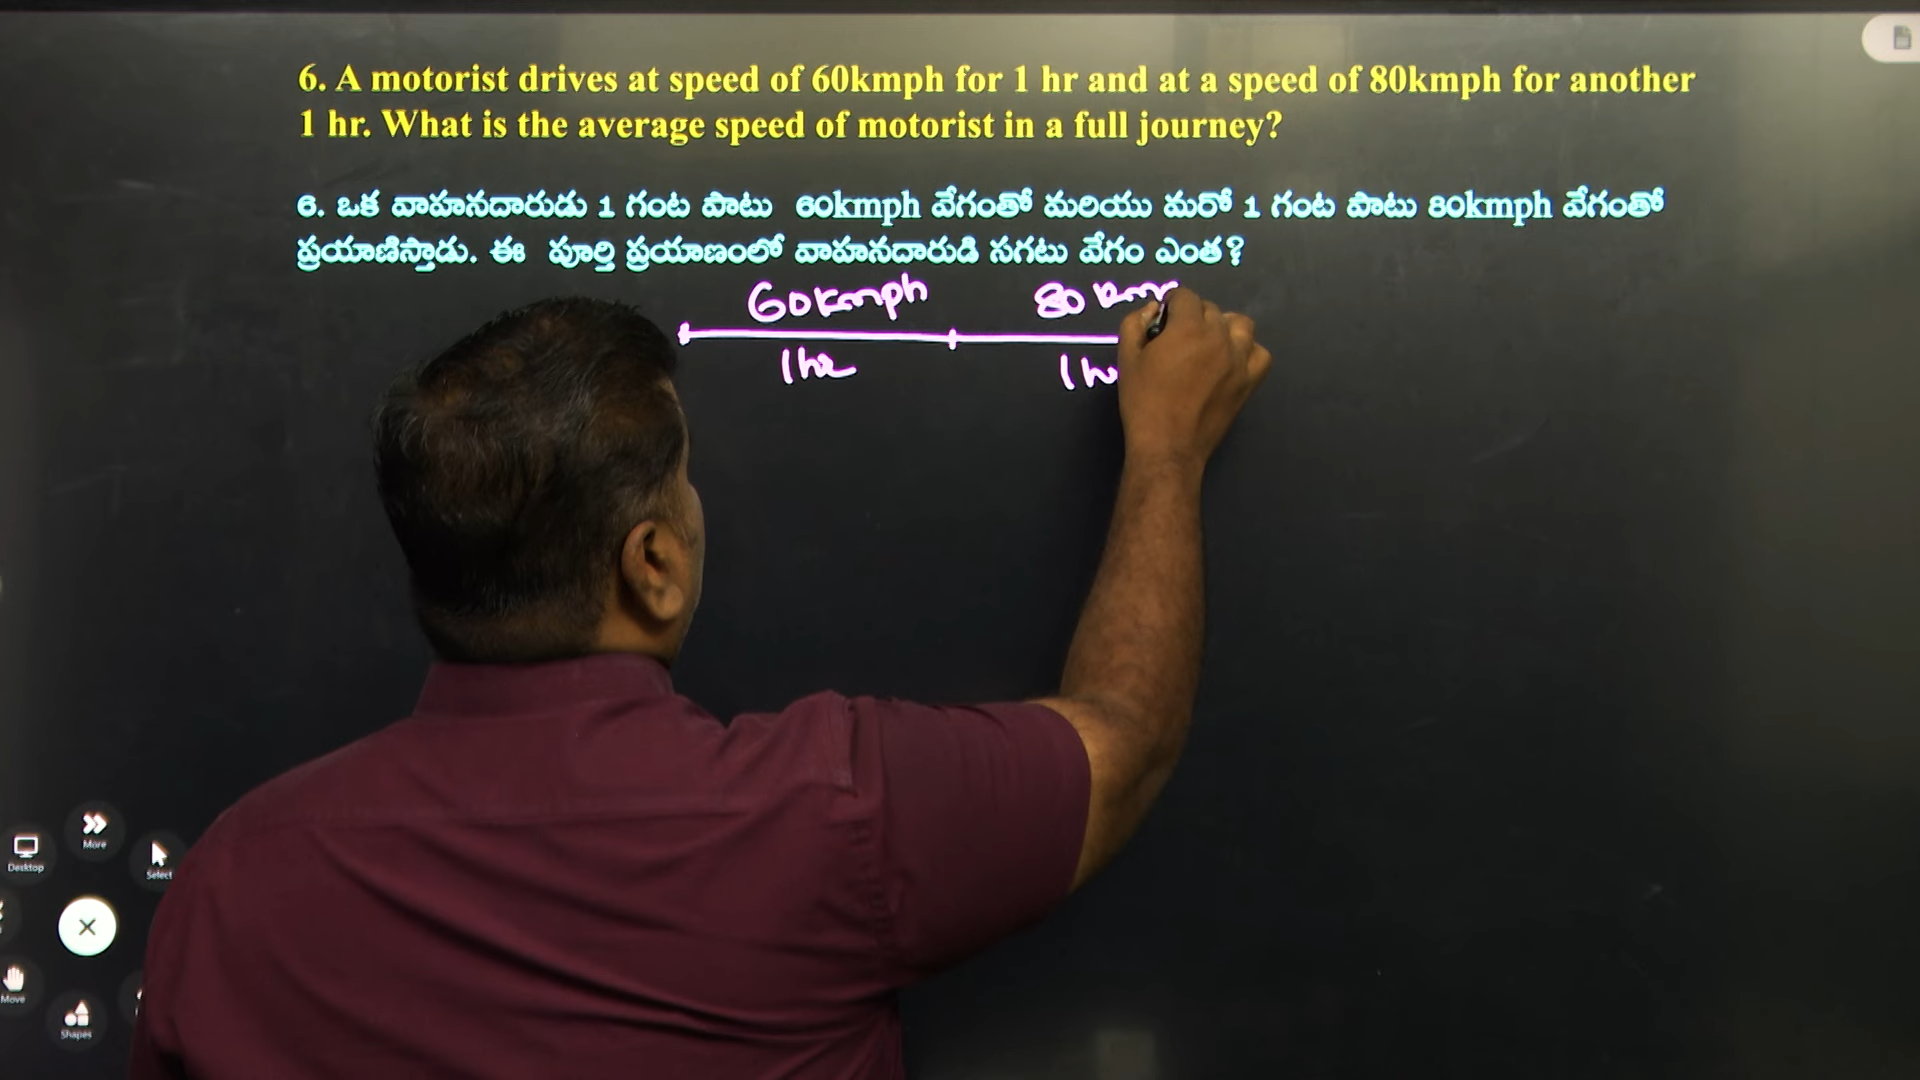 6. A motorist drives at speed of 60kmph for 1 hr and at a speed of 80kmph for another
1 hr. What is the average speed of motorist in a full journey?
6. ఒక వాహనదారుడు 1 గంట పాటు 60kmph వేగంతో మరియు మరో 1 గంట పాటు 80kmph వేగంతో
ప్రయాణిస్తాడు. ఈ పూర్తి ప్రయాణంలో వాహనదారుడి సగటు వేగం ఎంత?
60kmph 80
1hr 1
More
Desktop
Select
Move
Shapes